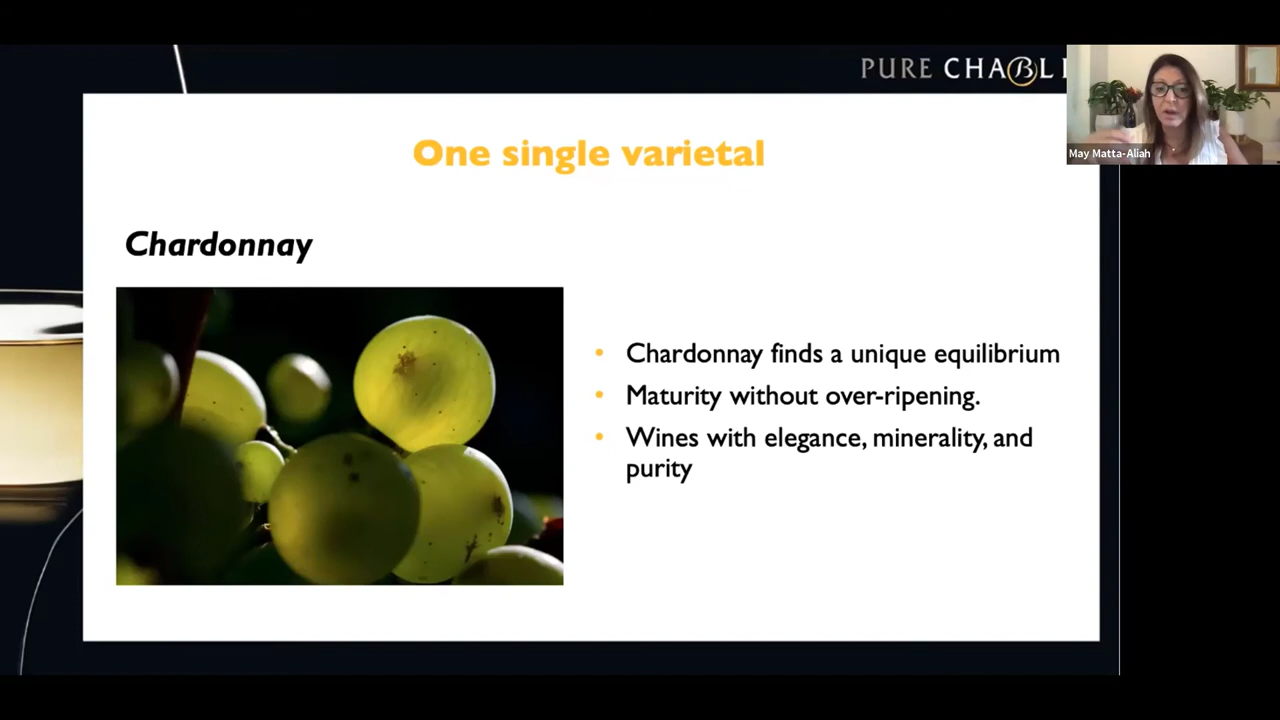 PURE CHABLI
May Matta-Aliah
One single varietal
Chardonnay
• Chardonnay finds a unique equilibrium
• Maturity without over-ripening.
• Wines with elegance, minerality, and
purity